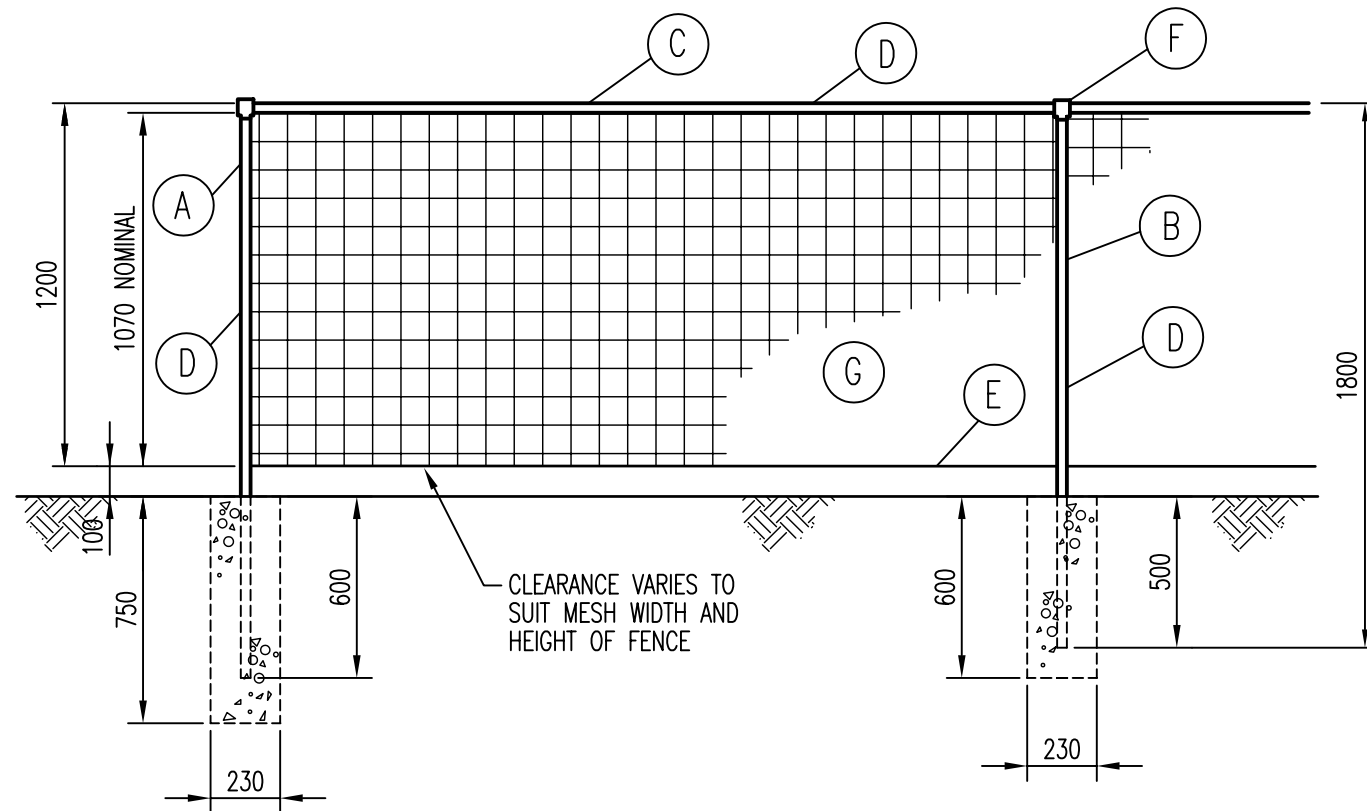 C
D
F
A
B
1200
1070 NOMINAL
D
G
E
D
1800
100
750
600
CLEARANCE VARIES TO
SUIT MESH WIDTH AND
HEIGHT OF FENCE
600
500
230
230